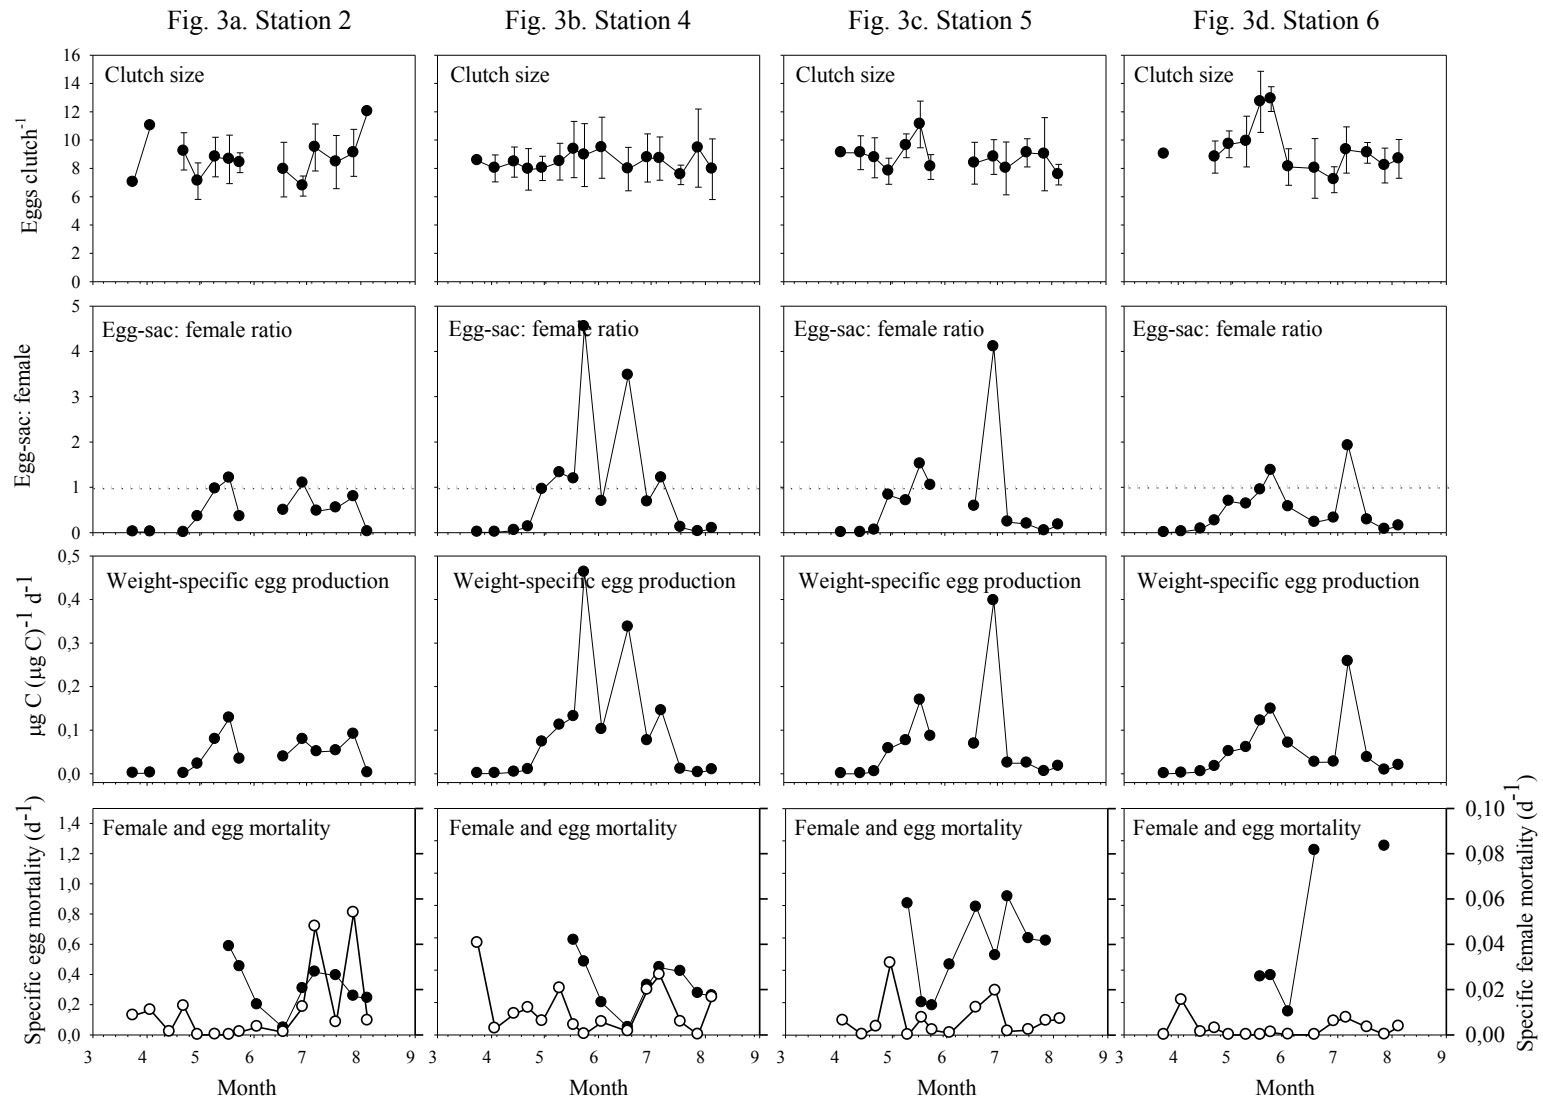 Fig. 3a. Station 2
Fig. 3b. Station 4
Fig. 3c. Station 5
Fig. 3d. Station 6
Eggs clutch⁻¹
16
14
12
10
8
6
4
2
0
Clutch size
Clutch size
Clutch size
Clutch size
Egg-sac: female
5
4
3
2
1
0
Egg-sac: female ratio
Egg-sac: female ratio
Egg-sac: female ratio
Egg-sac: female ratio
µg C (µg C)⁻¹ d⁻¹
0,5
0,4
0,3
0,2
0,1
0,0
Weight-specific egg production
Weight-specific egg production
Weight-specific egg production
Weight-specific egg production
Specific egg mortality (d⁻¹)
1,4
1,2
1,0
0,8
0,6
0,4
0,2
0,0
Female and egg mortality
Female and egg mortality
Female and egg mortality
Female and egg mortality
0,10
0,08
0,06
0,04
0,02
0,00
Specific female mortality (d⁻¹)
3 4 5 6 7 8 9
3 4 5 6 7 8 9
3 4 5 6 7 8 9
3 4 5 6 7 8 9
Month
Month
Month
Month